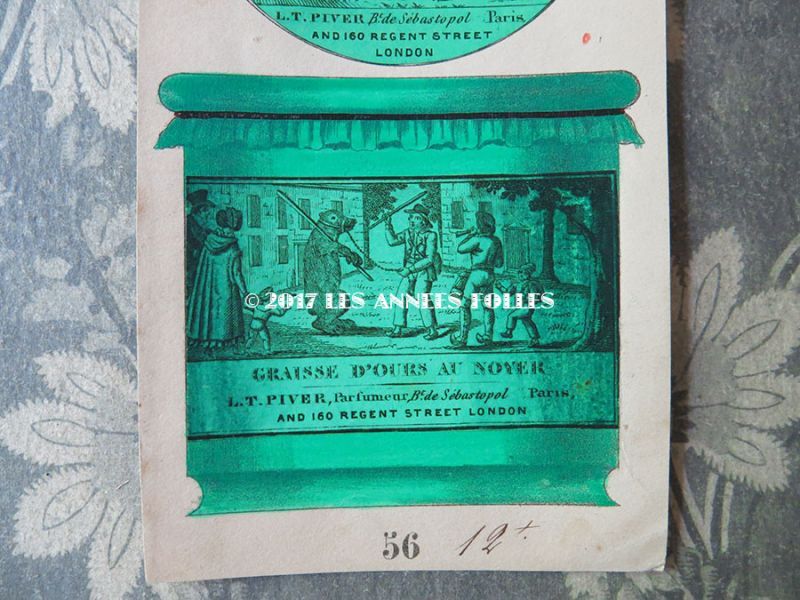 L.T. PIVER Bd. de Sébastopol Paris,
AND 160 REGENT STREET
LONDON
© 2017 LES ANNEES FOLLES
GRAISSE D'OURS AU NOYER
L.T. PIVER, Parfumeur, Bd. de Sébastopol Paris,
AND 160 REGENT STREET LONDON
56 12